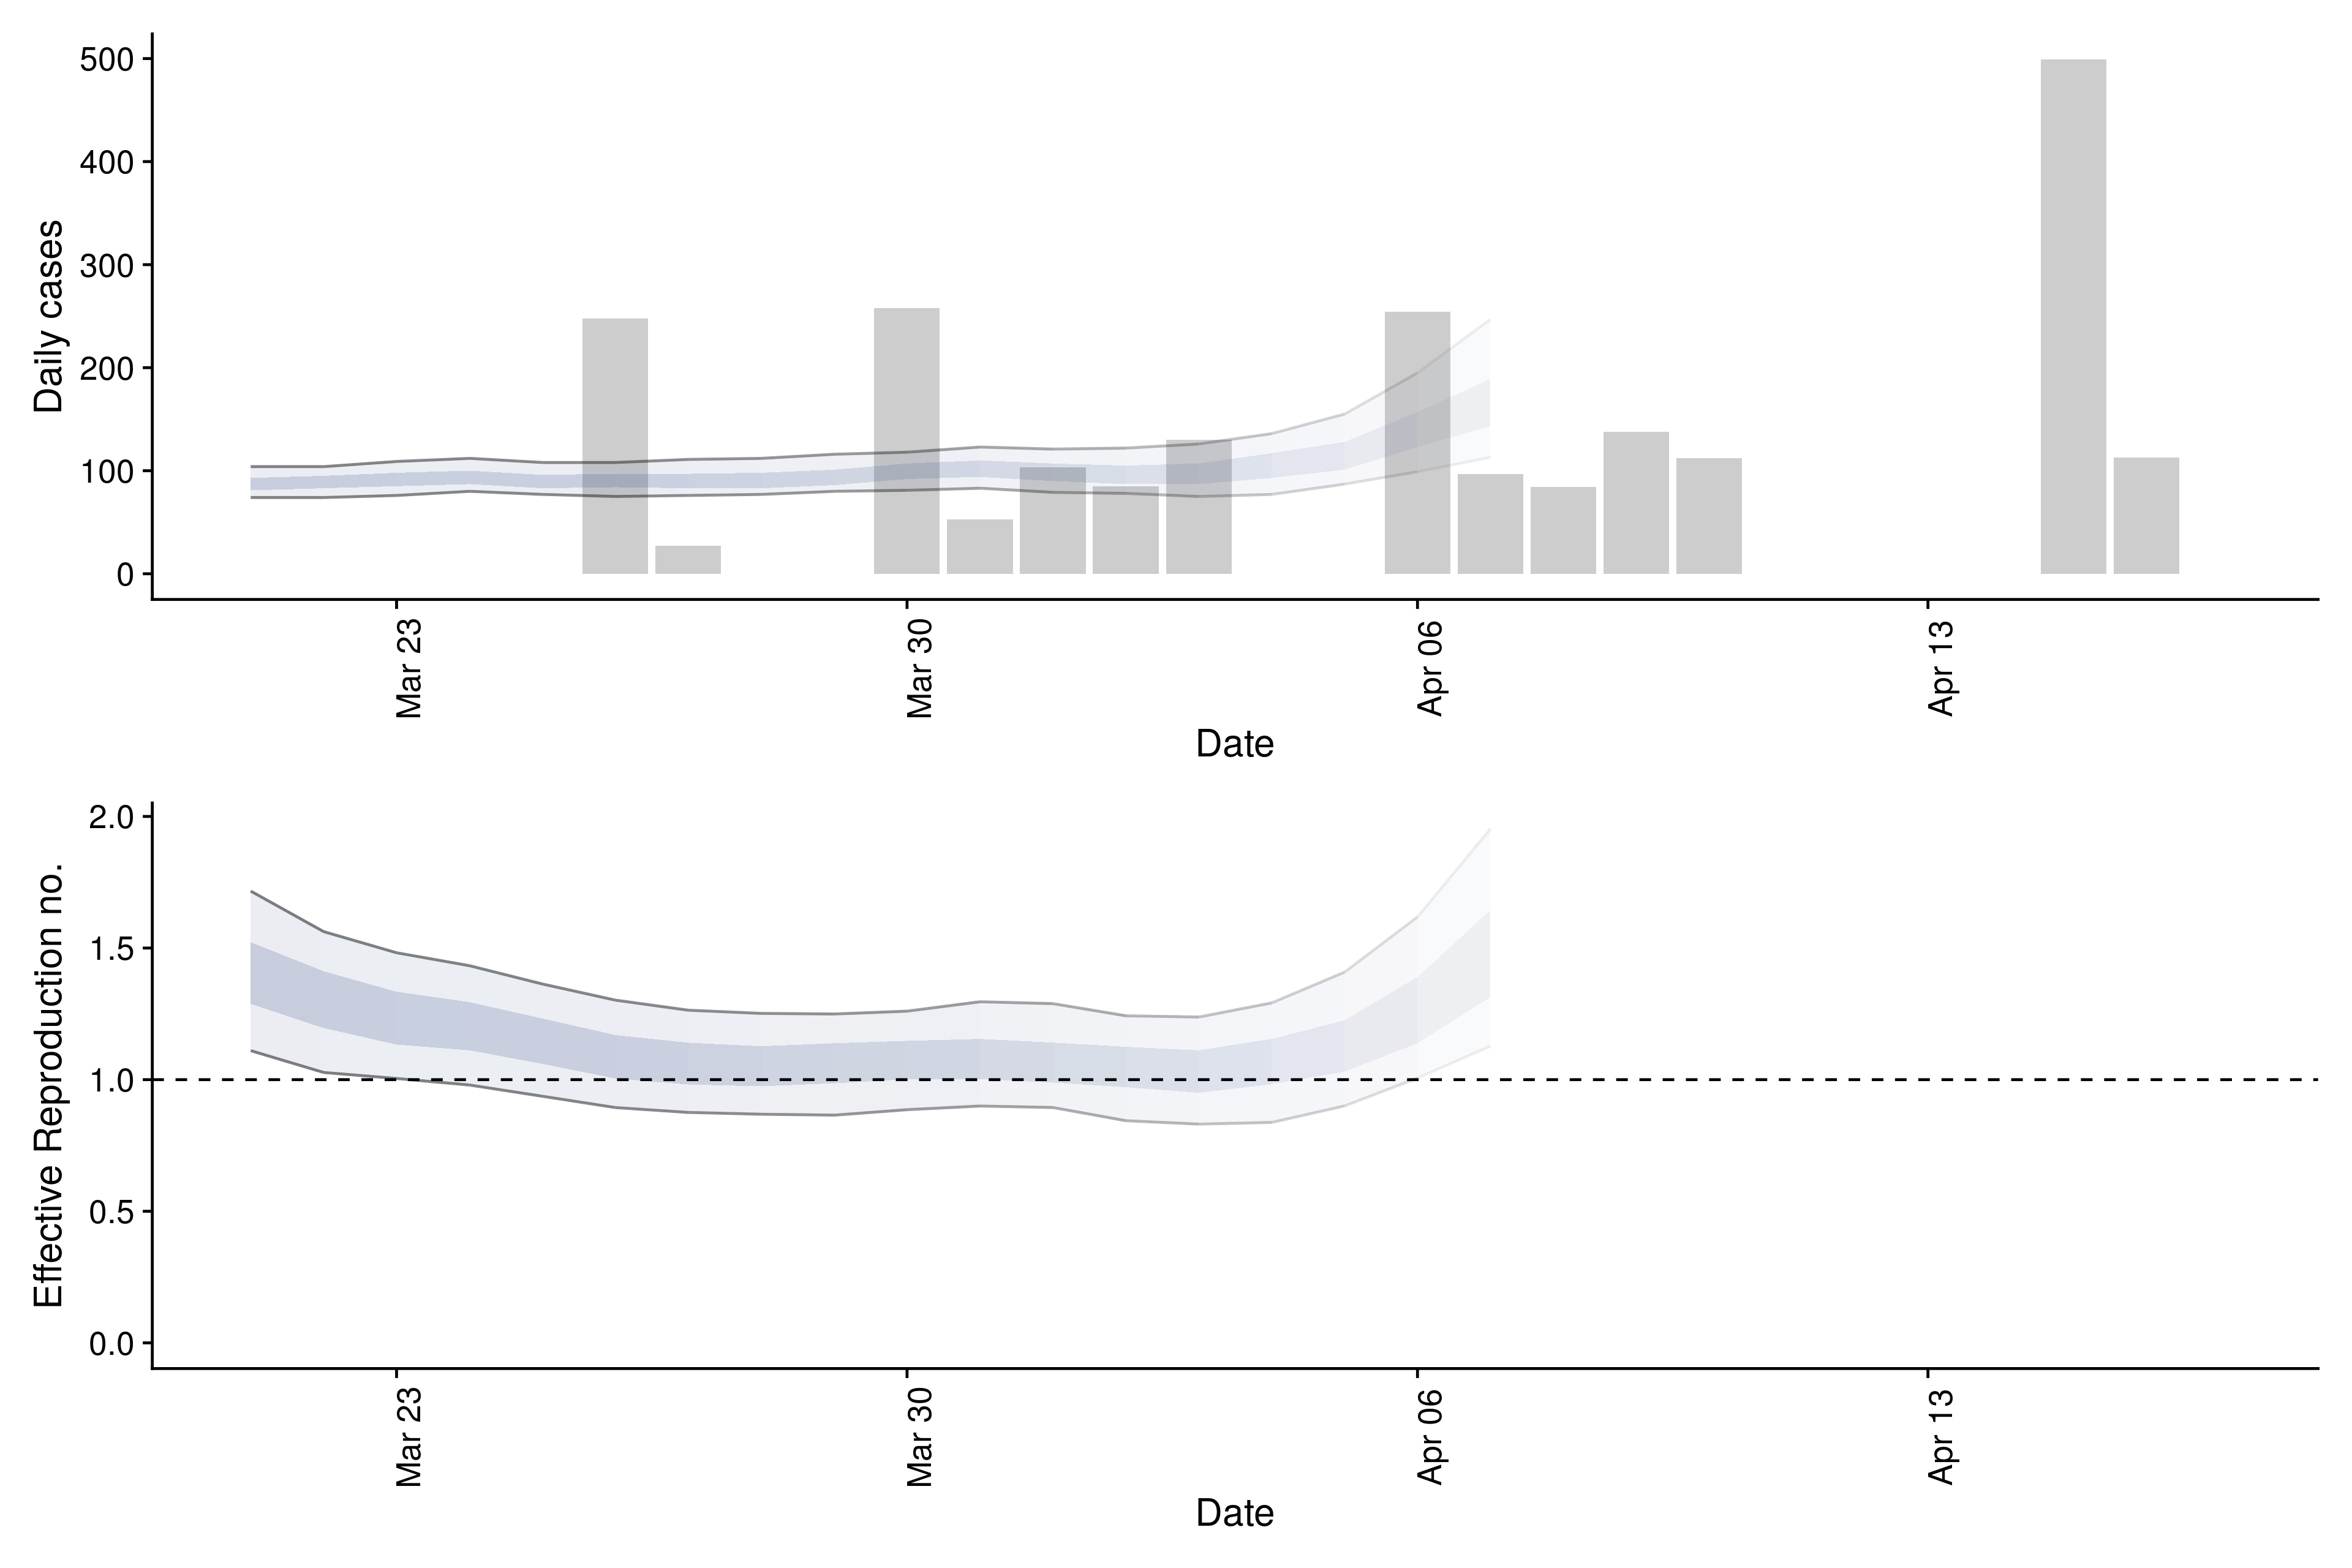 Daily cases
500
400
300
200
100
0
Mar 23
Mar 30
Apr 06
Apr 13
Date
Effective Reproduction no.
2.0
1.5
1.0
0.5
0.0
Mar 23
Mar 30
Apr 06
Apr 13
Date